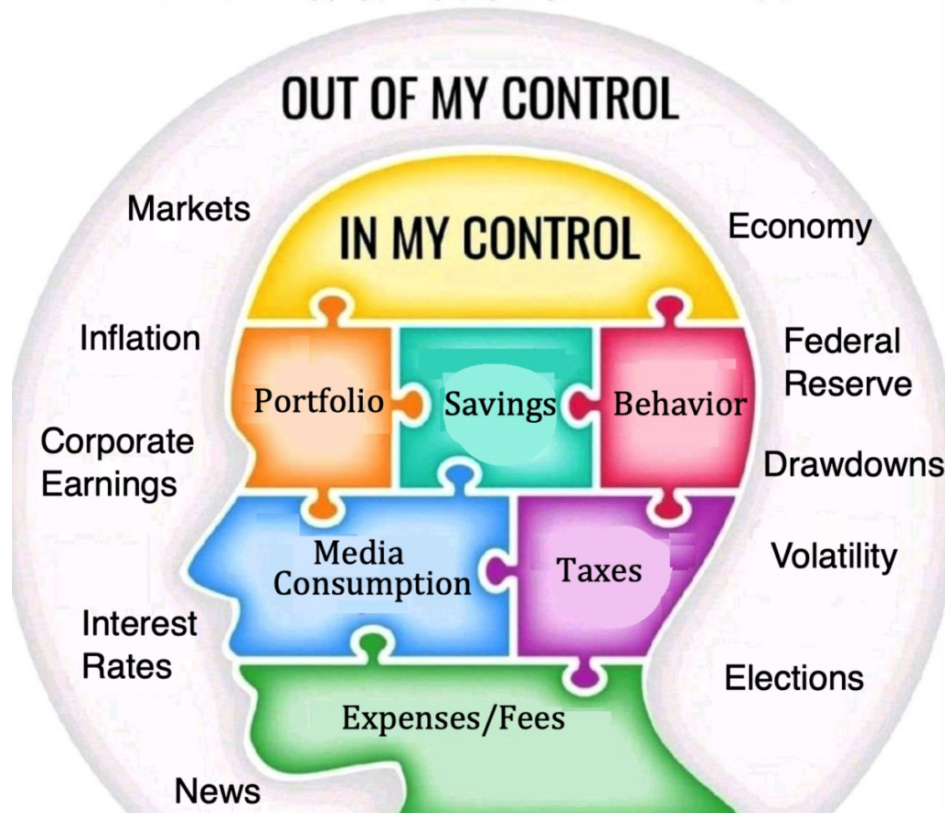 OUT OF MY CONTROL
Markets
IN MY CONTROL
Economy
Inflation
Federal
Reserve
Portfolio
Savings
Behavior
Corporate
Earnings
Drawdowns
Media
Consumption
Taxes
Volatility
Interest
Rates
Elections
Expenses/Fees
News